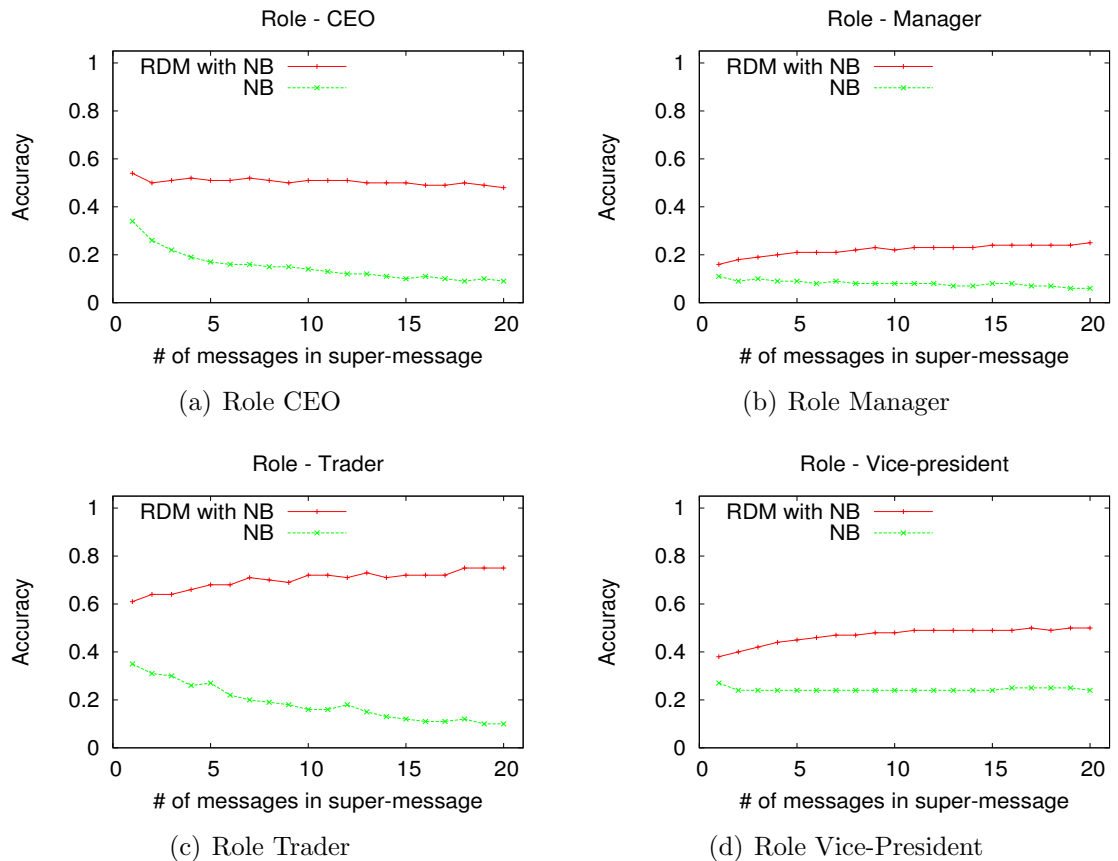 Role - CEO
1
0.8
0.6
0.4
0.2
0
Accuracy
RDM with NB
NB
0 5 10 15 20
# of messages in super-message
(a) Role CEO
Role - Manager
1
0.8
0.6
0.4
0.2
0
Accuracy
RDM with NB
NB
0 5 10 15 20
# of messages in super-message
(b) Role Manager
Role - Trader
1
0.8
0.6
0.4
0.2
0
Accuracy
RDM with NB
NB
0 5 10 15 20
# of messages in super-message
(c) Role Trader
Role - Vice-president
1
0.8
0.6
0.4
0.2
0
Accuracy
RDM with NB
NB
0 5 10 15 20
# of messages in super-message
(d) Role Vice-President